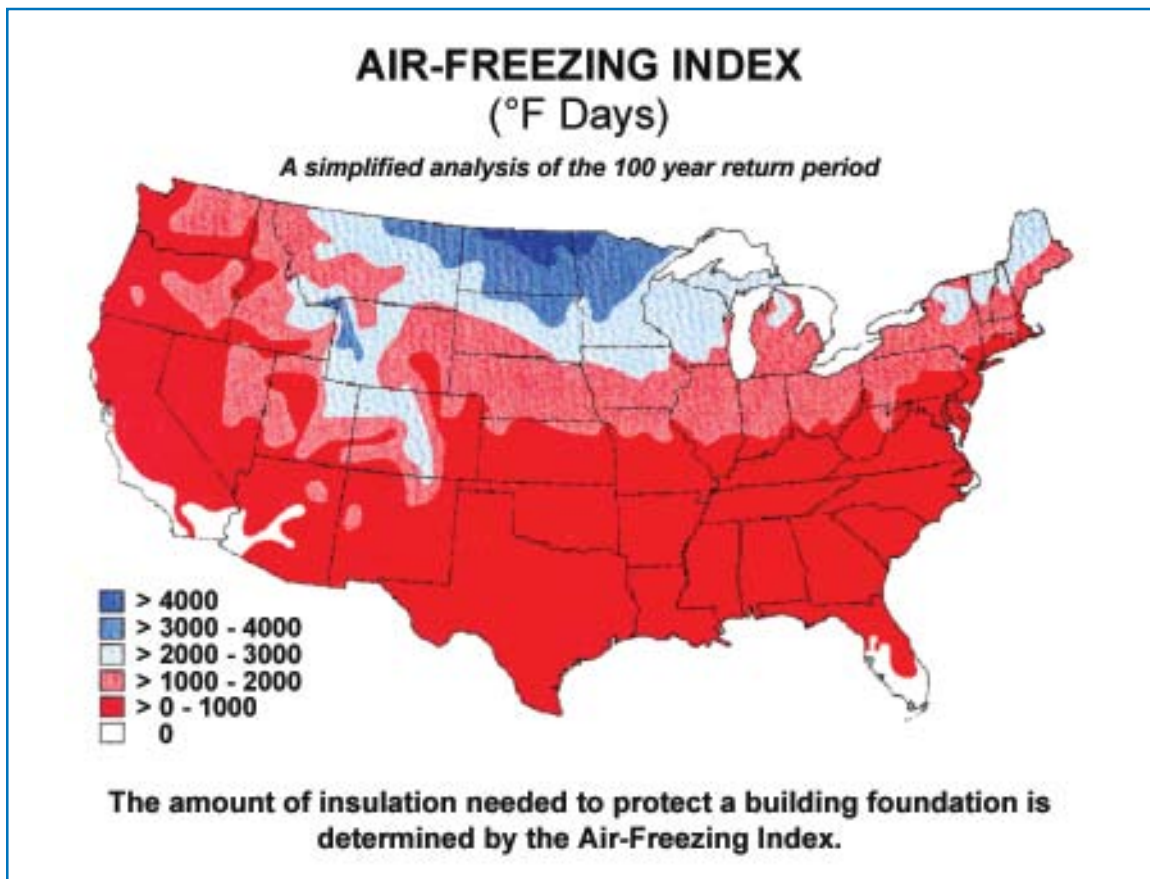 AIR-FREEZING INDEX
(°F Days)
A simplified analysis of the 100 year return period
> 4000
> 3000 - 4000
> 2000 - 3000
> 1000 - 2000
> 0 - 1000
0
The amount of insulation needed to protect a building foundation is
determined by the Air-Freezing Index.